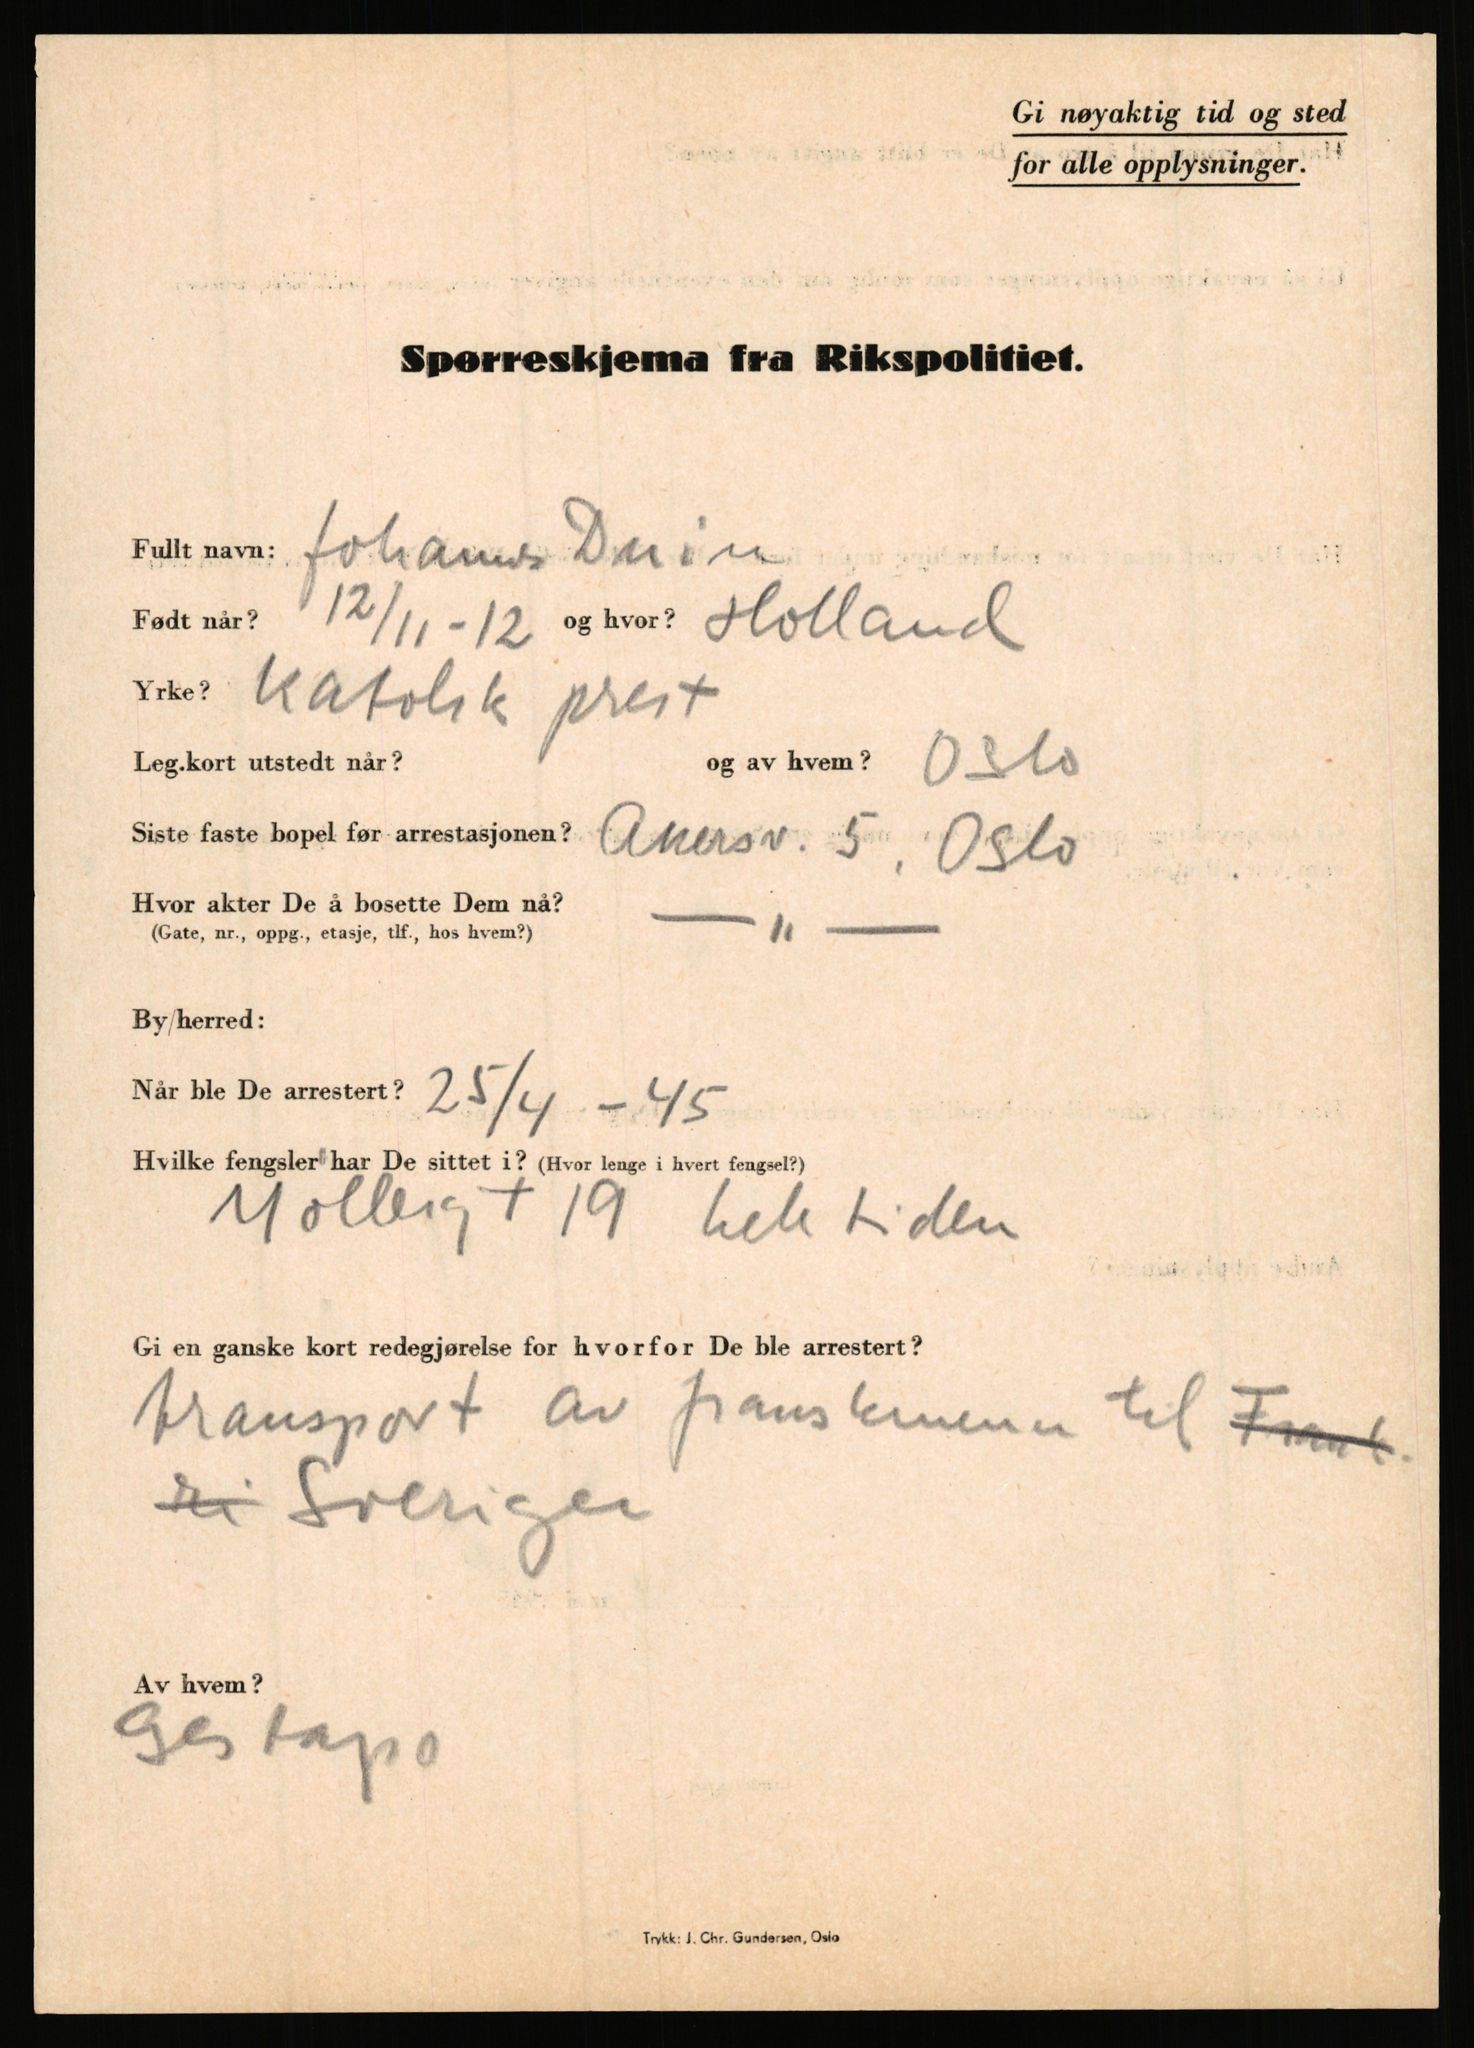 Gi nøyaktig tid og sted
for alle opplysninger.
Spørreskjema fra Rikspolitiet.
Fullt navn: Johannes Duin
Født når? 12/11-12 og hvor? Holland
Yrke? Katolsk prest
Leg.kort utstedt når? og av hvem? Oslo
Siste faste bopel før arrestasjonen? Akersv. 5, Oslo
Hvor akter De å bosette Dem nå? — " —
(Gate, nr., oppg., etasje, tlf., hos hvem?)
By/herred:
Når ble De arrestert? 25/4 - 45
Hvilke fengsler har De sittet i? (Hvor lenge i hvert fengsel?)
Møllergt 19 hele tiden
Gi en ganske kort redegjørelse for hvorfor De ble arrestert?
transport av franskmenn til Frank.
ri Sverigen
Av hvem?
Gestapo
Trykk: J. Chr. Gundersen, Oslo